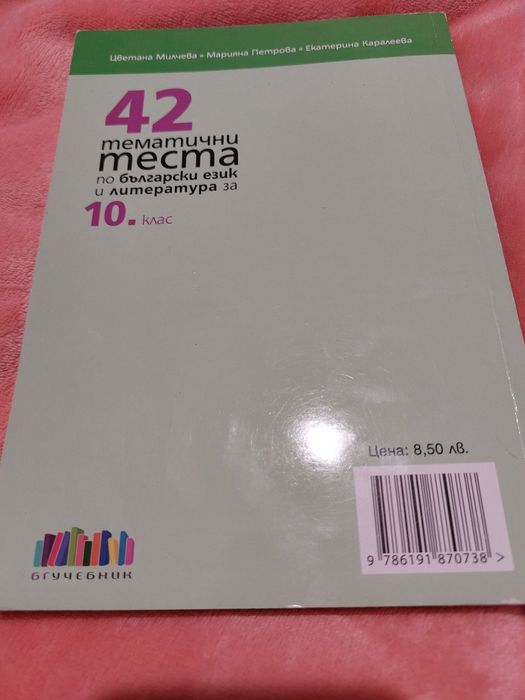 Цветана Милчева • Марияна Петрова • Екатерина Каралеева
42
тематични
теста
по български език
и литература за
10. клас
Цена: 8,50 лв.
9 786191 870738 >
БГУЧЕБНИК